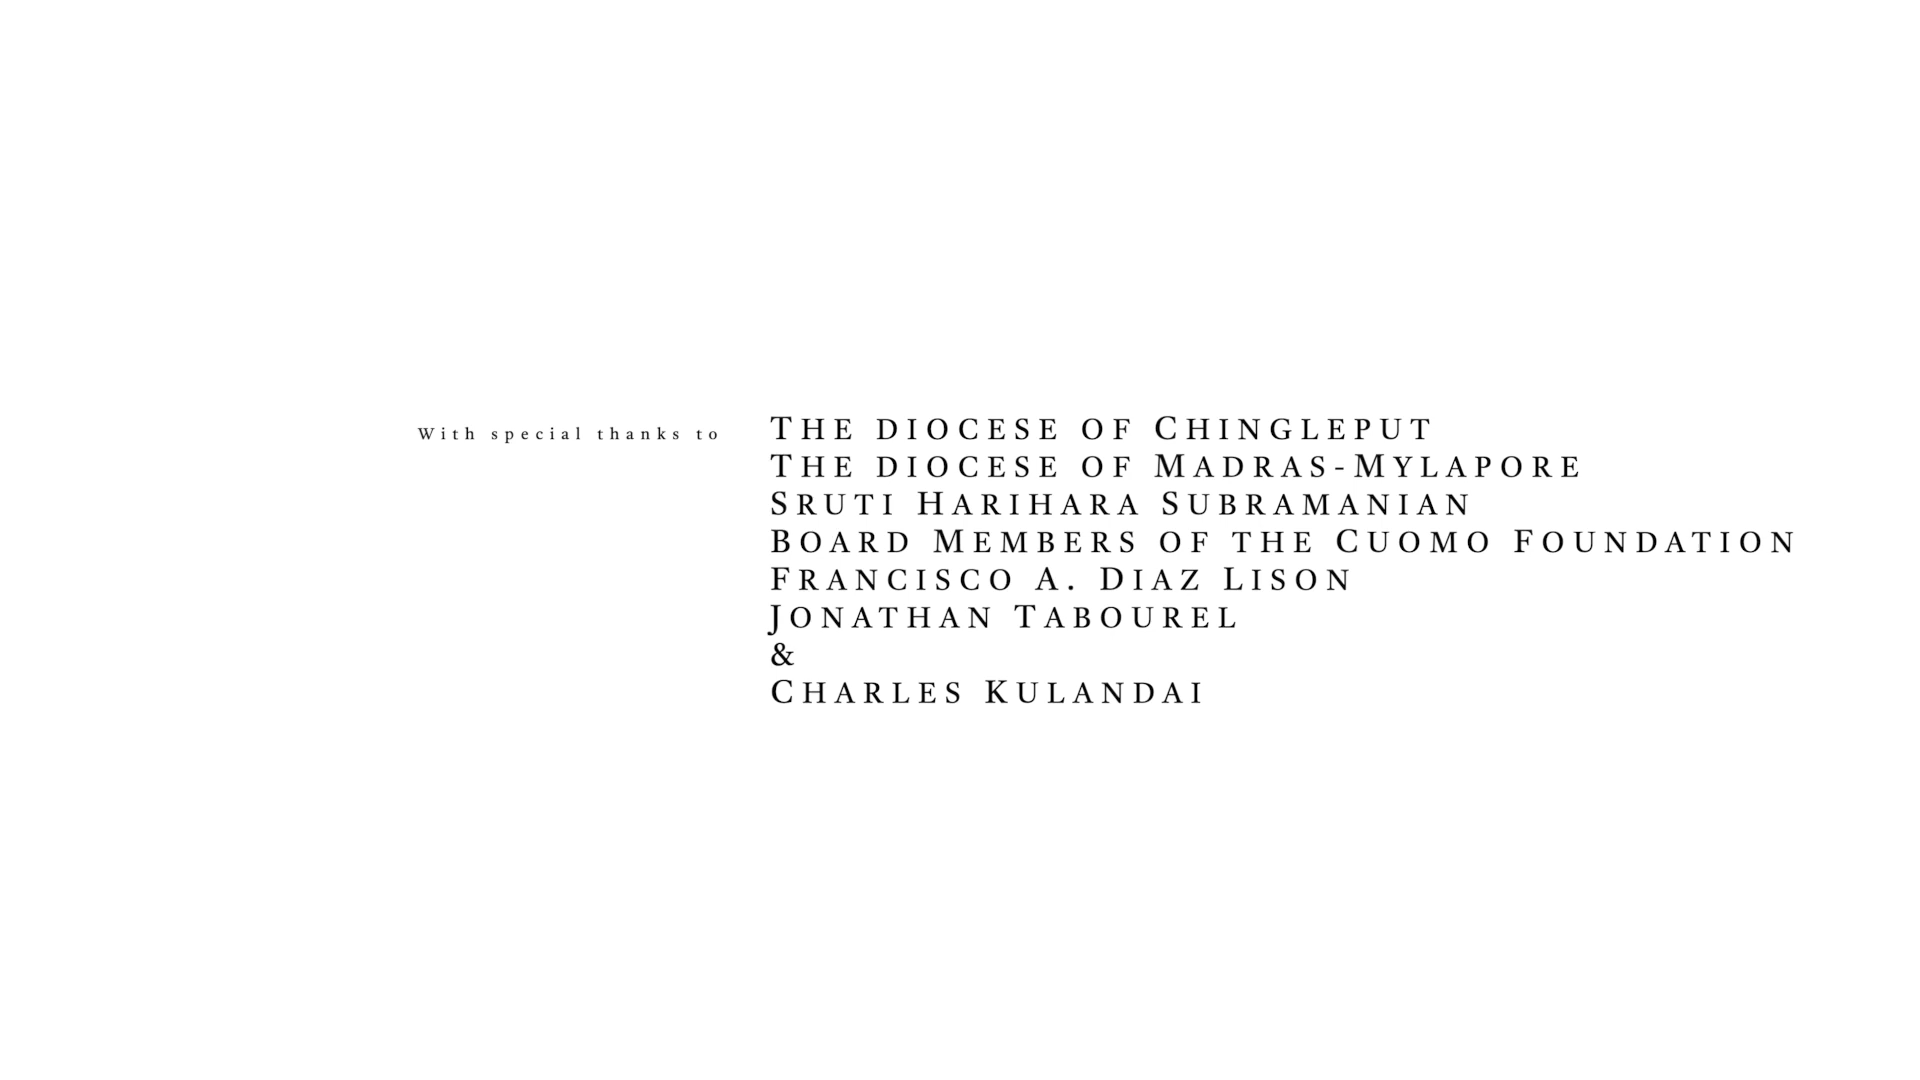 With special thanks to THE DIOCESE OF CHINGLEPUT
THE DIOCESE OF MADRAS-MYLAPORE
SRUTI HARIHARA SUBRAMANIAN
BOARD MEMBERS OF THE CUOMO FOUNDATION
FRANCISCO A. DIAZ LISON
JONATHAN TABOUREL
&
CHARLES KULANDAI